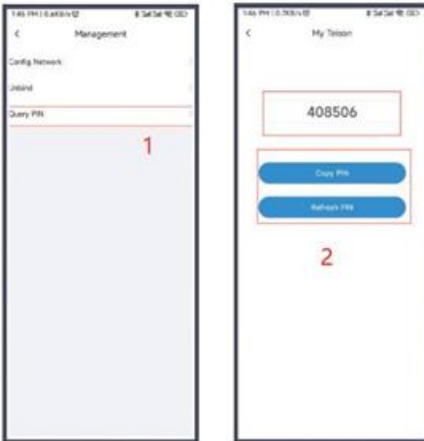 Management
Config Network
Unbind
Query PIN
1
My Telson
408506
Copy PIN
Refresh PIN
2